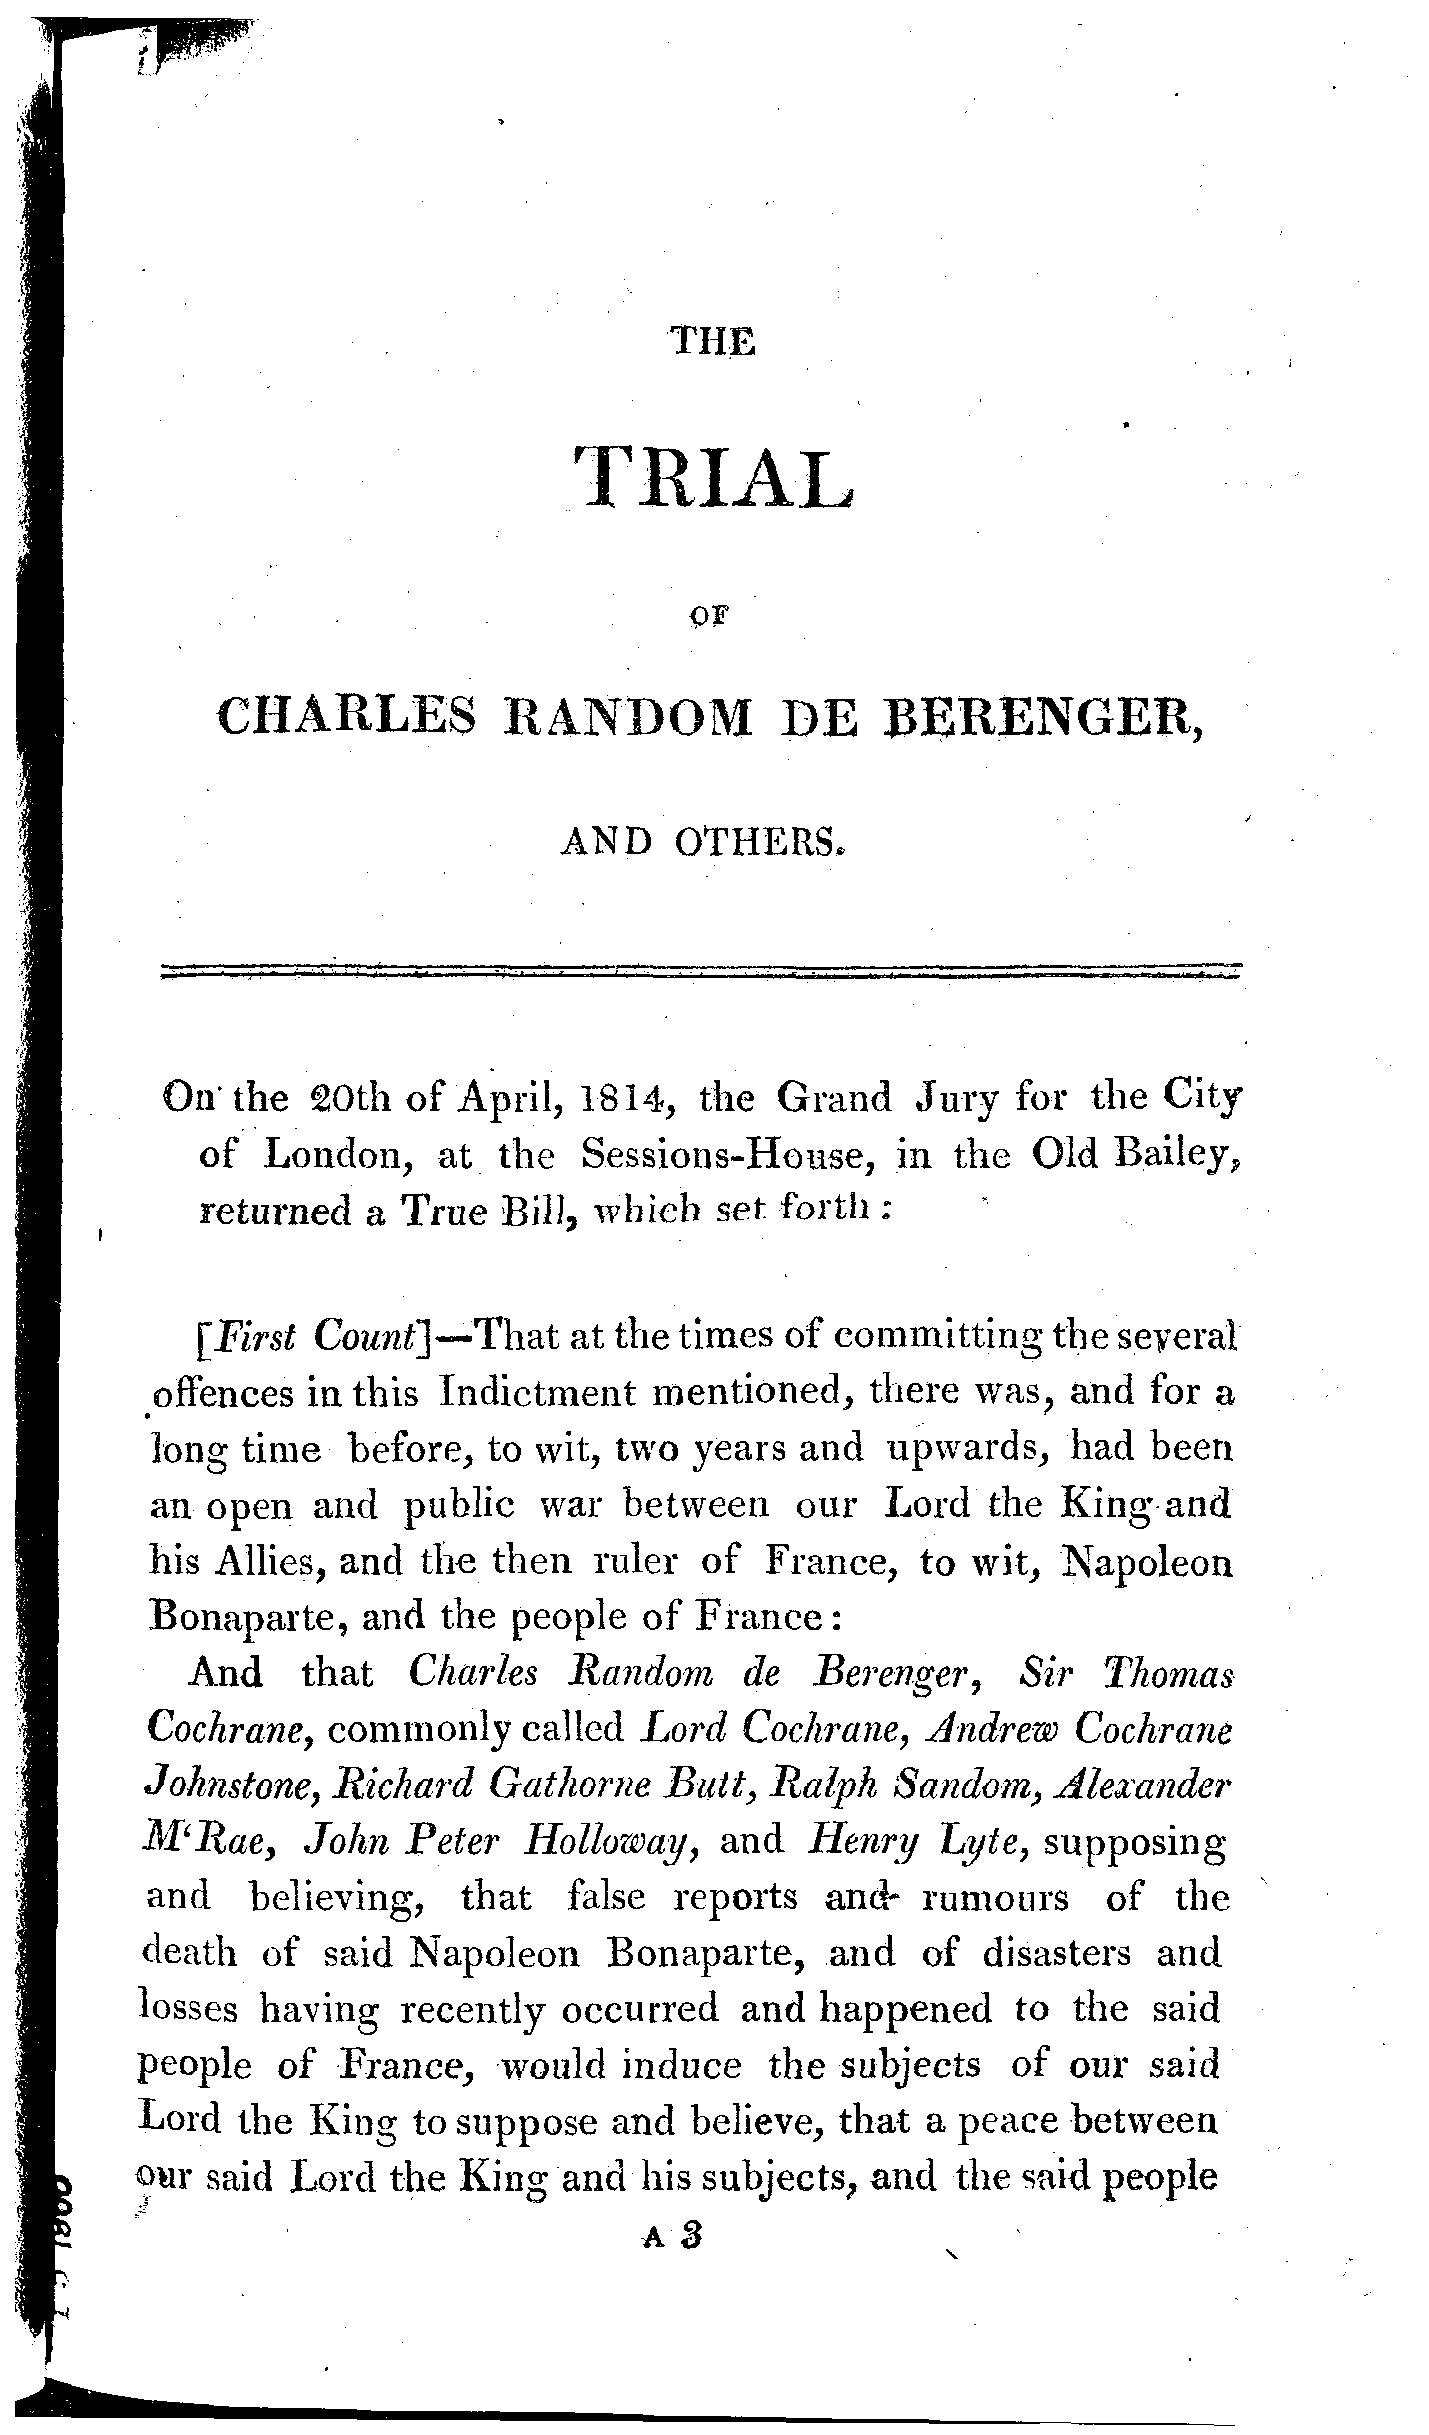 THE
TRIAL
OF
CHARLES RANDOM DE BERENGER,
AND OTHERS.
On the 20th of April, 1814, the Grand Jury for the City
of London, at the Sessions-House, in the Old Bailey,
returned a True Bill, which set forth :
[First Count]—That at the times of committing the several
offences in this Indictment mentioned, there was, and for a
long time before, to wit, two years and upwards, had been
an open and public war between our Lord the King and
his Allies, and the then ruler of France, to wit, Napoleon
Bonaparte, and the people of France :
And that Charles Random de Berenger, Sir Thomas
Cochrane, commonly called Lord Cochrane, Andrew Cochrane
Johnstone, Richard Gathorne Butt, Ralph Sandom, Alexander
M‘Rae, John Peter Holloway, and Henry Lyte, supposing
and believing, that false reports and rumours of the
death of said Napoleon Bonaparte, and of disasters and
losses having recently occurred and happened to the said
people of France, would induce the subjects of our said
Lord the King to suppose and believe, that a peace between
our said Lord the King and his subjects, and the said people
A 3